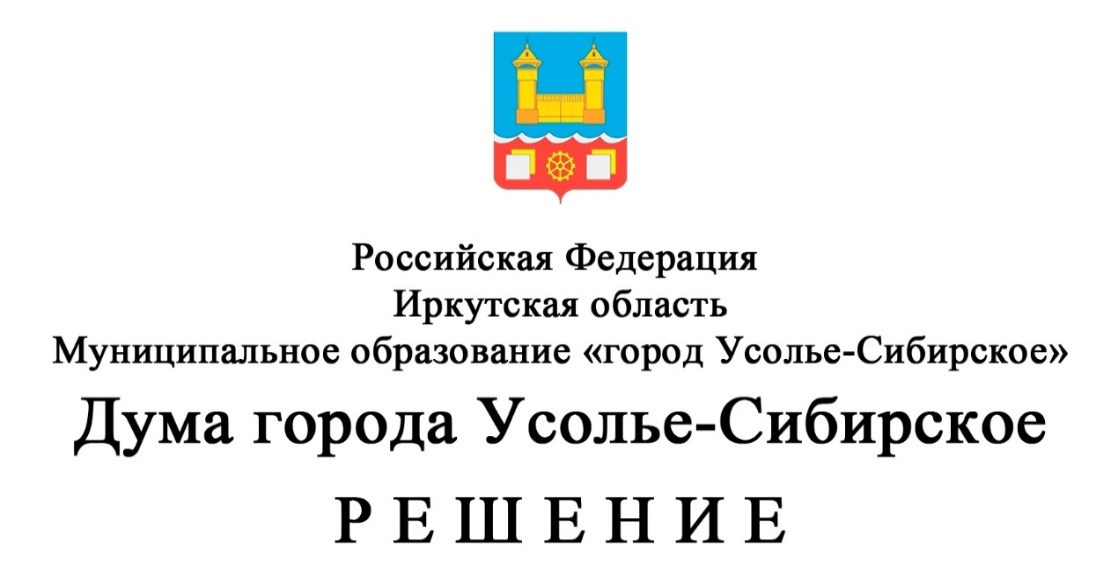 Российская Федерация
Иркутская область
Муниципальное образование «город Усолье-Сибирское»
Дума города Усолье-Сибирское
Р Е Ш Е Н И Е